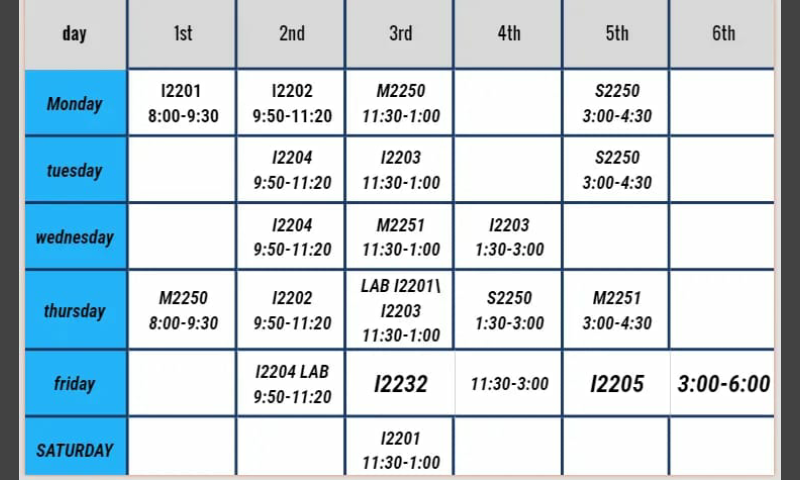 day 1st 2nd 3rd 4th 5th 6th
Monday
I2201
8:00-9:30
I2202
9:50-11:20
M2250
11:30-1:00
S2250
3:00-4:30
tuesday
I2204
9:50-11:20
I2203
11:30-1:00
S2250
3:00-4:30
wednesday
I2204
9:50-11:20
M2251
11:30-1:00
I2203
1:30-3:00
thursday
M2250
8:00-9:30
I2202
9:50-11:20
LAB I2201\
I2203
11:30-1:00
S2250
1:30-3:00
M2251
3:00-4:30
friday
I2204 LAB
9:50-11:20
I2232
11:30-3:00
I2205
3:00-6:00
SATURDAY
I2201
11:30-1:00